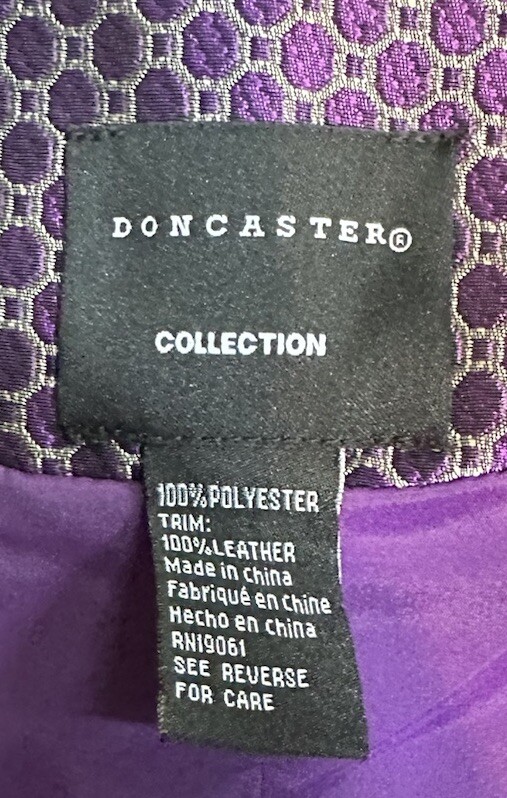 DONCASTER®
COLLECTION
100% POLYESTER
TRIM:
100% LEATHER
Made in china
Fabriqué en chine
Hecho en china
RN19061
SEE REVERSE
FOR CARE